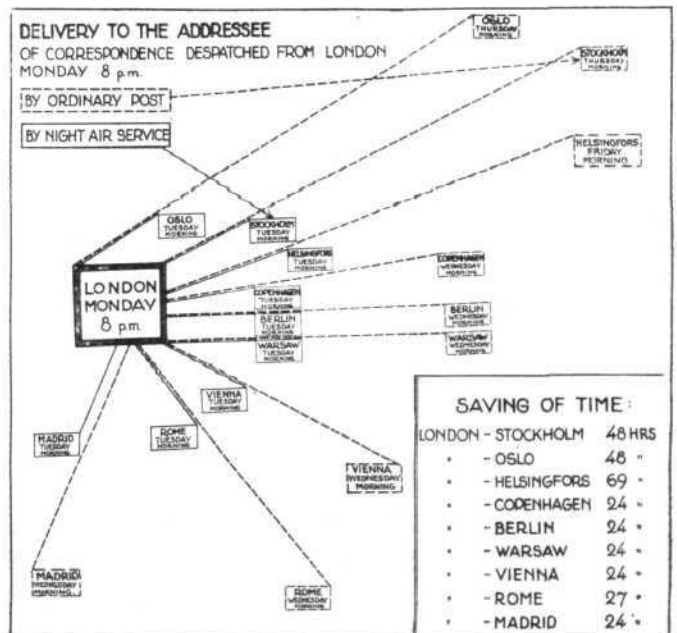 DELIVERY TO THE ADDRESSEE
OF CORRESPONDENCE DESPATCHED FROM LONDON
MONDAY 8 p.m.
BY ORDINARY POST
BY NIGHT AIR SERVICE
OSLO
THURSDAY
MORNING
STOCKHOLM
THURSDAY
MORNING
HELSINGFORS
FRIDAY
MORNING
OSLO
TUESDAY
MORNING
STOCKHOLM
TUESDAY
MORNING
HELSINGFORS
TUESDAY
MORNING
COPENHAGEN
WEDNESDAY
MORNING
LONDON
MONDAY
8 p.m.
COPENHAGEN
TUESDAY
MORNING
BERLIN
TUESDAY
MORNING
WARSAW
TUESDAY
MORNING
BERLIN
WEDNESDAY
MORNING
WARSAW
WEDNESDAY
MORNING
VIENNA
TUESDAY
MORNING
ROME
TUESDAY
MORNING
MADRID
TUESDAY
MORNING
VIENNA
WEDNESDAY
MORNING
MADRID
WEDNESDAY
MORNING
ROME
WEDNESDAY
MORNING
SAVING OF TIME:
LONDON - STOCKHOLM 48 HRS
" - OSLO 48 "
" - HELSINGFORS 69 "
" - COPENHAGEN 24 "
" - BERLIN 24 "
" - WARSAW 24 "
" - VIENNA 24 "
" - ROME 27 "
" - MADRID 24 "